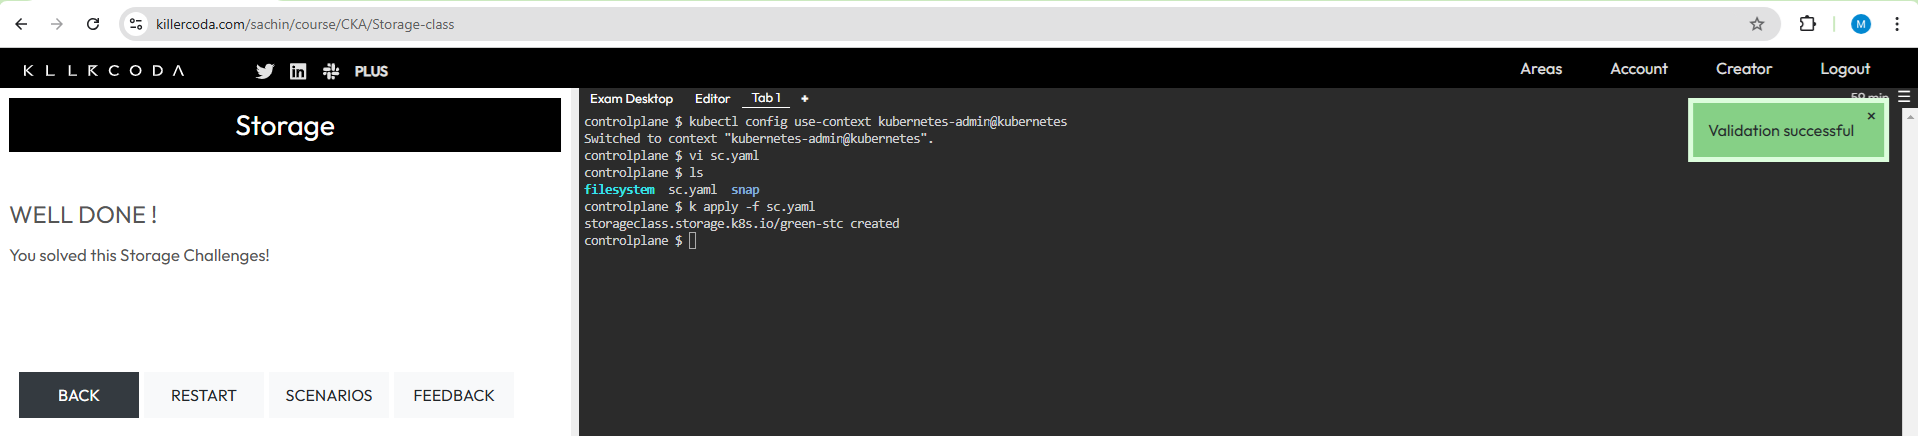 killercoda.com/sachin/course/CKA/Storage-class
M
KILLERCODA
PLUS
Areas Account Creator Logout
Storage
Exam Desktop Editor Tab 1 +
59 min
Validation successful ×
controlplane $ kubectl config use-context kubernetes-admin@kubernetes
Switched to context "kubernetes-admin@kubernetes".
controlplane $ vi sc.yaml
controlplane $ ls
filesystem sc.yaml snap
controlplane $ k apply -f sc.yaml
storageclass.storage.k8s.io/green-stc created
controlplane $
WELL DONE !
You solved this Storage Challenges!
BACK RESTART SCENARIOS FEEDBACK